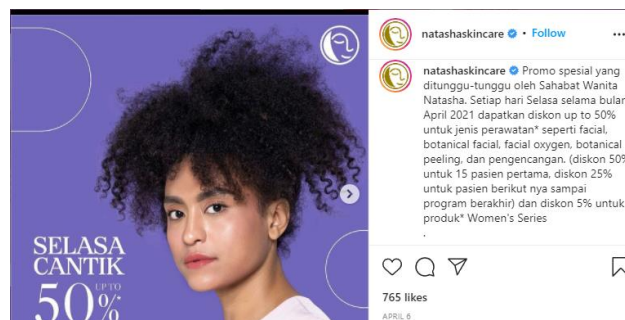 SELASA
CANTIK
UP TO
50%*
natashaskincare • Follow
natashaskincare Promo spesial yang
ditunggu-tunggu oleh Sahabat Wanita
Natasha. Setiap hari Selasa selama bulan
April 2021 dapatkan diskon up to 50%
untuk jenis perawatan* seperti facial,
botanical facial, facial oxygen, botanical
peeling, dan pengencangan. (diskon 50%
untuk 15 pasien pertama, diskon 25%
untuk pasien berikut nya sampai
program berakhir) dan diskon 5% untuk
produk* Women's Series
.
765 likes
APRIL 6